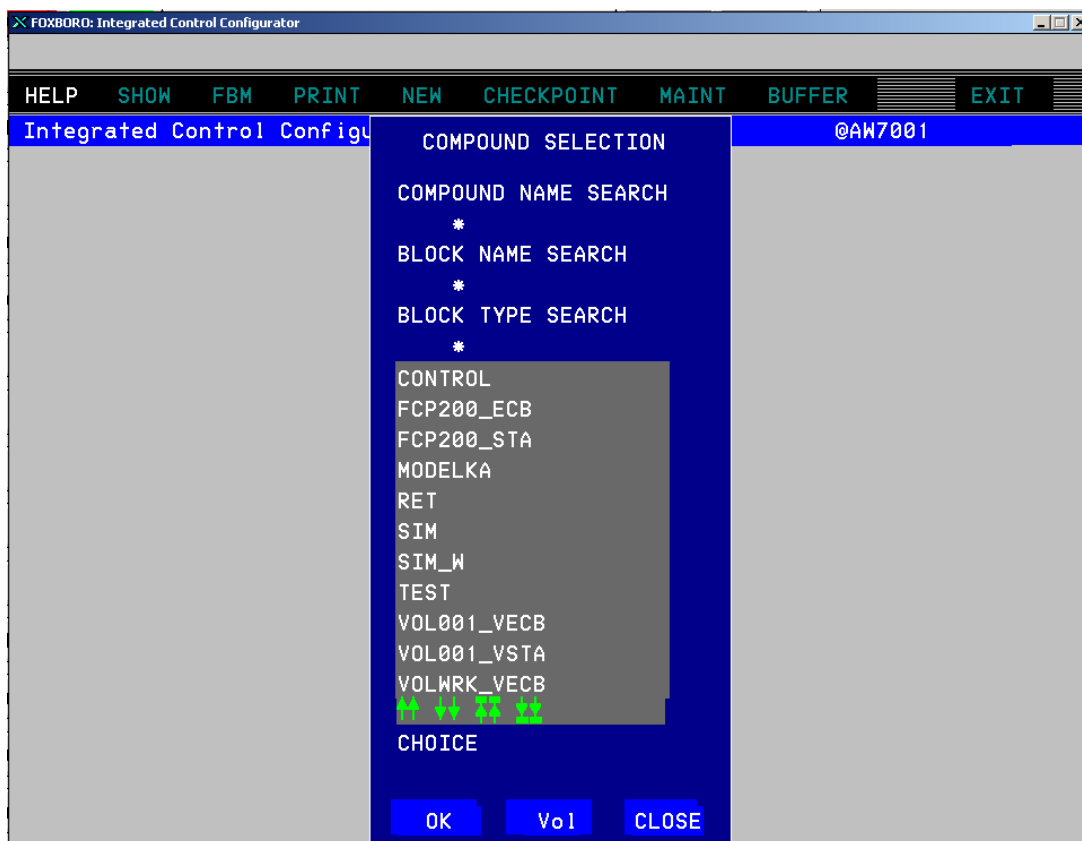 FOXBORO: Integrated Control Configurator
HELP SHOW FBM PRINT NEW CHECKPOINT MAINT BUFFER EXIT
Integrated Control Configu @AW7001
COMPOUND SELECTION
COMPOUND NAME SEARCH
*
BLOCK NAME SEARCH
*
BLOCK TYPE SEARCH
*
CONTROL
FCP200_ECB
FCP200_STA
MODELKA
RET
SIM
SIM_W
TEST
VOL001_VECB
VOL001_VSTA
VOLWRK_VECB
CHOICE
OK Vol CLOSE